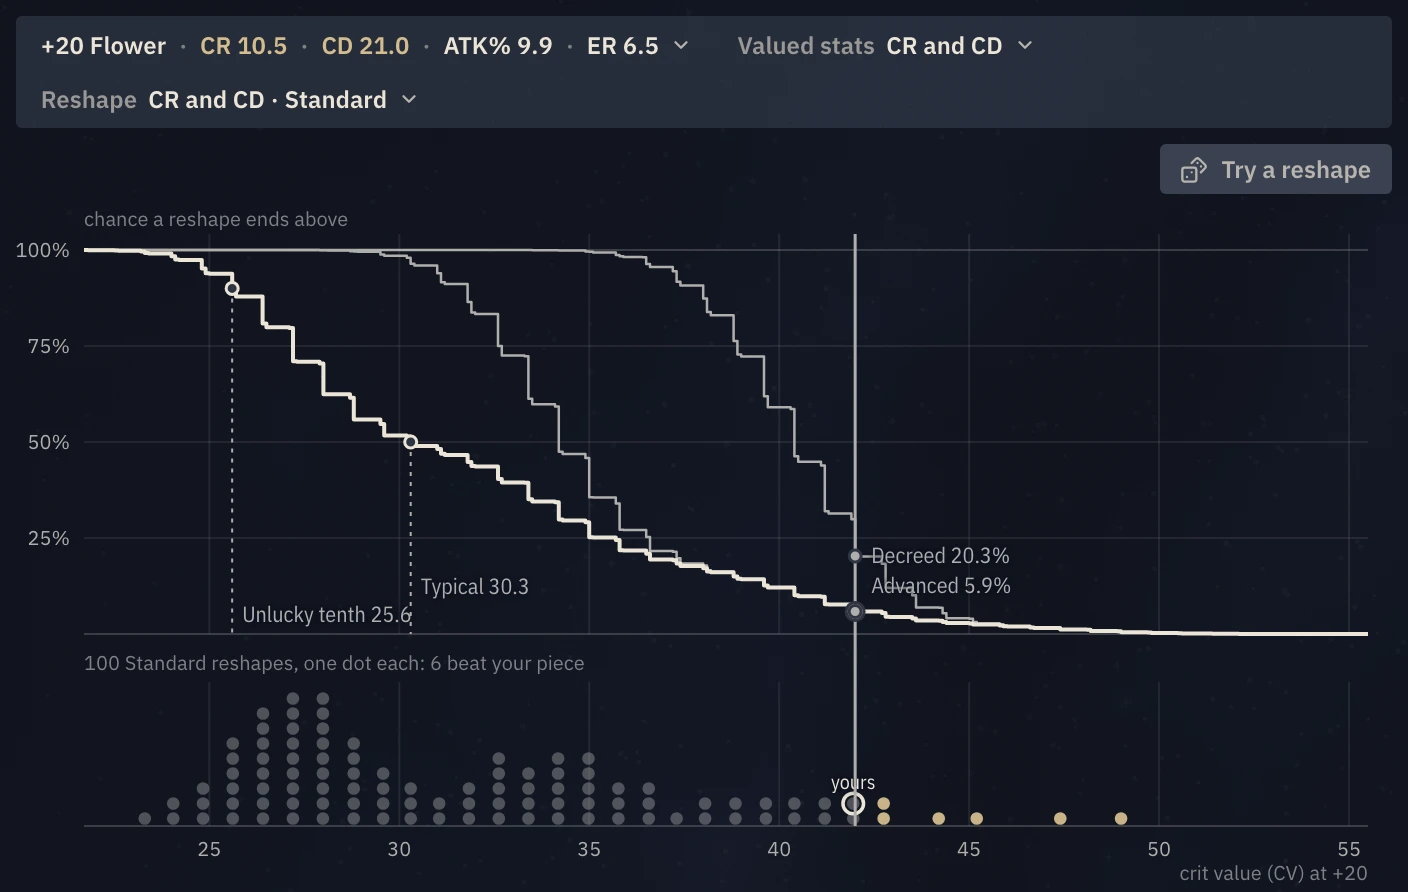 +20 Flower · CR 10.5 · CD 21.0 · ATK% 9.9 · ER 6.5 Valued stats CR and CD
Reshape CR and CD · Standard
Try a reshape
chance a reshape ends above
100%
75%
50%
25%
Decreed 20.3%
Advanced 5.9%
Typical 30.3
Unlucky tenth 25.6
100 Standard reshapes, one dot each: 6 beat your piece
yours
25 30 35 40 45 50 55
crit value (CV) at +20